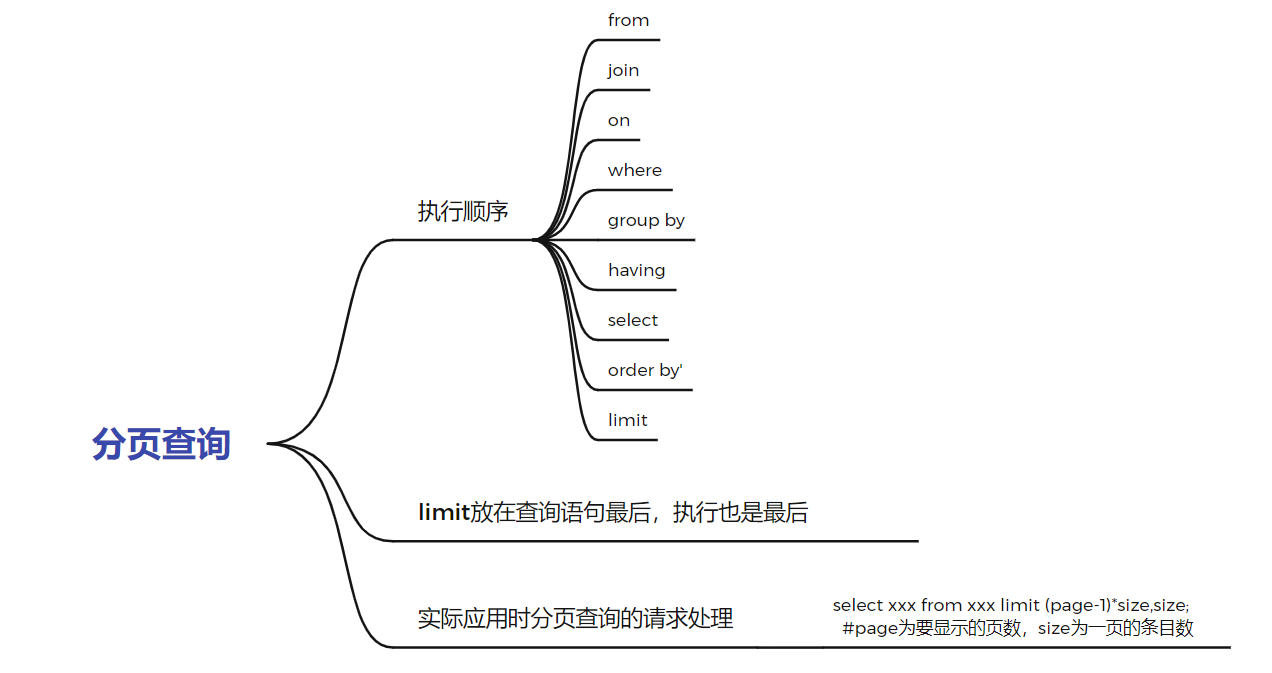 分页查询
执行顺序
from
join
on
where
group by
having
select
order by'
limit
limit放在查询语句最后，执行也是最后
实际应用时分页查询的请求处理
select xxx from xxx limit (page-1)*size,size;
#page为要显示的页数，size为一页的条目数